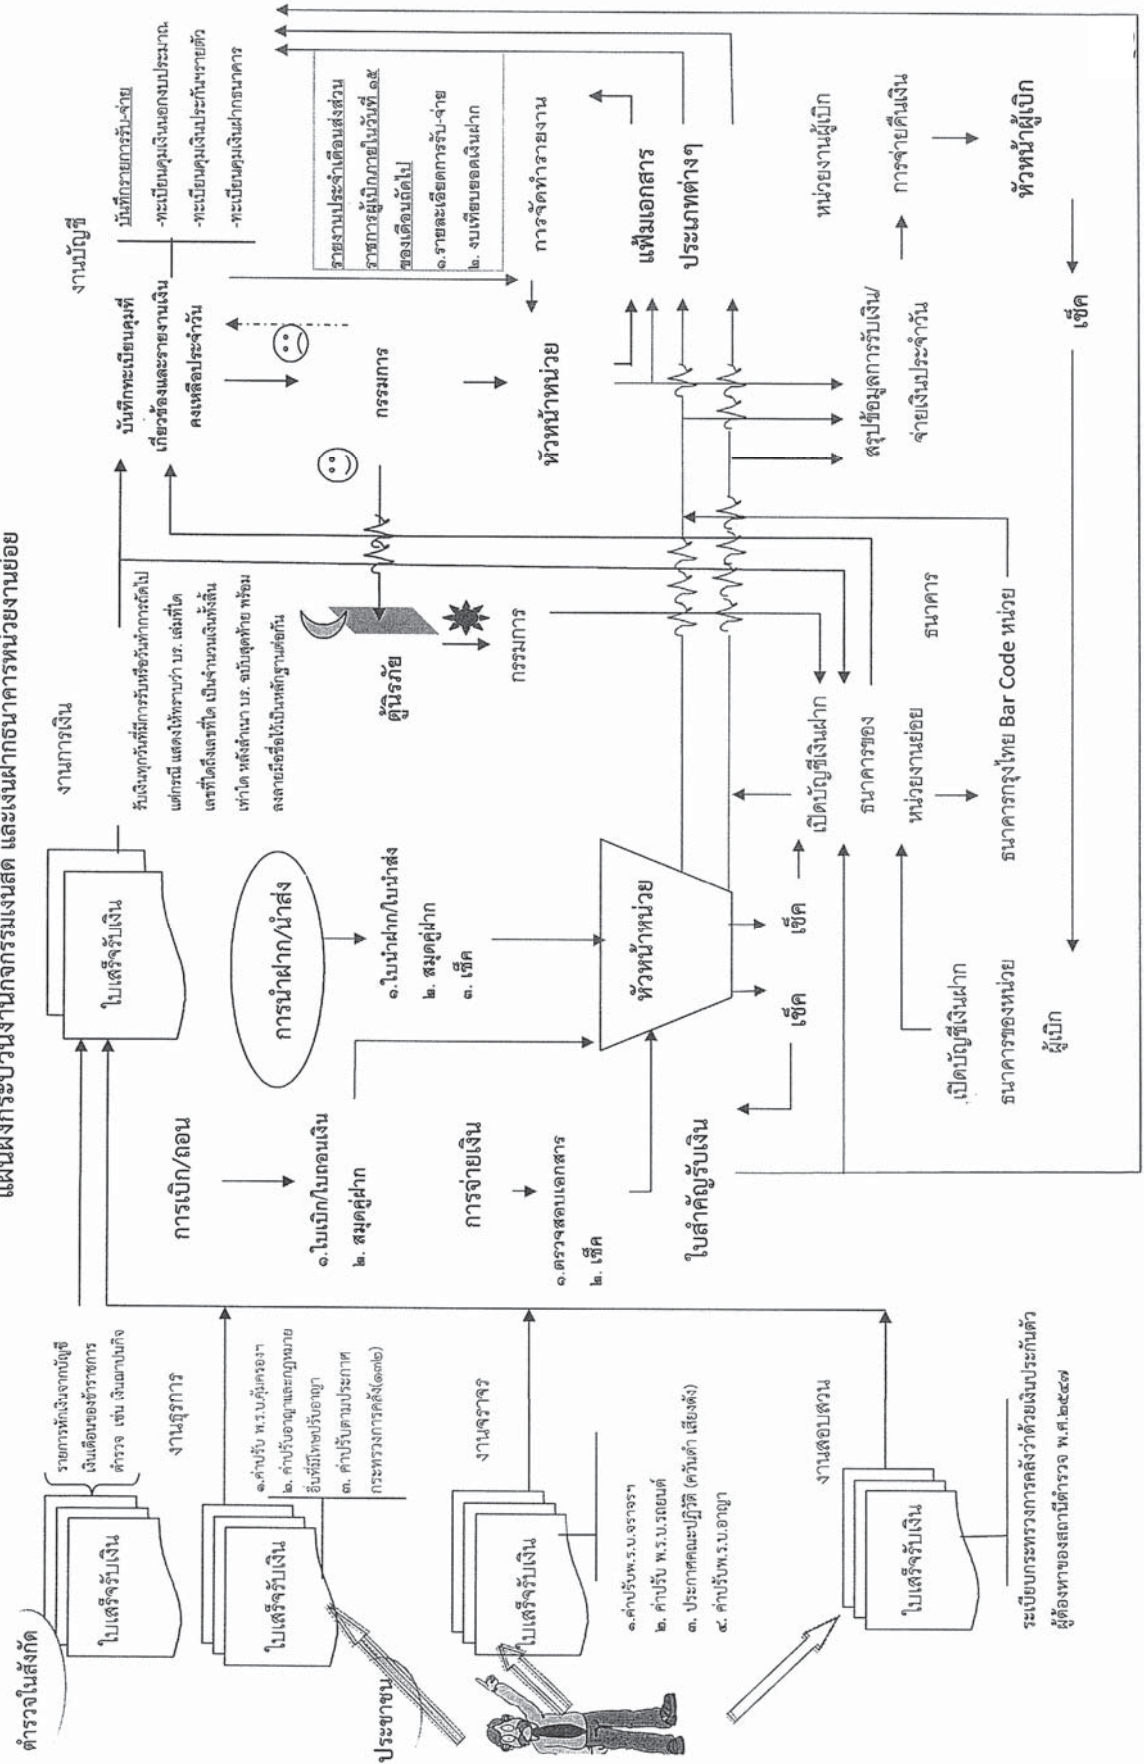 แผนผังกระบวนงานกิจกรรมเงินสด และเงินฝากธนาคารหน่วยงานย่อย
ตำรวจในสังกัด
ใบเสร็จรับเงิน
รายการหักเงินจากบัญชี
เงินเดือนของข้าราชการ
ตำรวจ เช่น เงินฌาปนกิจ
งานธุรการ
ใบเสร็จรับเงิน
๑.ค่าปรับ พ.ร.บ.คุ้มครองฯ
๒. ค่าปรับอาญาและกฎหมาย
อื่นที่มีโทษปรับอาญา
๓. ค่าปรับตามประกาศ
กระทรวงการคลัง(๑๓๒)
ประชาชน
งานจราจร
ใบเสร็จรับเงิน
๑.ค่าปรับพ.ร.บ.จราจรฯ
๒. ค่าปรับ พ.ร.บ.รถยนต์
๓. ประกาศคณะปฏิวัติ (ควันดำ เสียงดัง)
๔. ค่าปรับพ.ร.บ.อาญา
งานสอบสวน
ใบเสร็จรับเงิน
ระเบียบกระทรวงการคลังว่าด้วยเงินประกันตัว
ผู้ต้องหาของสถานีตำรวจ พ.ศ.๒๕๔๗
งานการเงิน
ใบเสร็จรับเงิน
รับเงินทุกวันที่มีการรับหรือวันทำการถัดไป
แต่กรณี แสดงให้ทราบว่า บร. เล่มที่ใด
เลขที่ใดถึงเลขที่ใด เป็นจำนวนเงินทั้งสิ้น
เท่าใด หลังสำเนา บร. ฉบับสุดท้าย พร้อม
ลงลายมือชื่อไว้เป็นหลักฐานต่อกัน
การเบิก/ถอน
๑.ใบเบิก/ใบถอนเงิน
๒. สมุดคู่ฝาก
การนำฝาก/นำส่ง
๑.ใบนำฝาก/ใบนำส่ง
๒. สมุดคู่ฝาก
๓. เช็ค
การจ่ายเงิน
๑.ตรวจสอบเอกสาร
๒. เช็ค
หัวหน้าหน่วย
ใบสำคัญรับเงิน
เช็ค
เช็ค
ตู้นิรภัย
กรรมการ
เปิดบัญชีเงินฝาก
ธนาคารของ
หน่วยงานย่อย
ธนาคาร
ธนาคารกรุงไทย Bar Code หน่วย
เปิดบัญชีเงินฝาก
ธนาคารของหน่วย
ผู้เบิก
งานบัญชี
บันทึกทะเบียนคุมที่
เกี่ยวข้องและรายงานเงิน
คงเหลือประจำวัน
บันทึกรายการรับ-จ่าย
-ทะเบียนคุมเงินนอกงบประมาณ
-ทะเบียนคุมเงินประกันฯรายตัว
-ทะเบียนคุมเงินฝากธนาคาร
กรรมการ
หัวหน้าหน่วย
รายงานประจำเดือนส่งส่วน
ราชการผู้เบิกภายในวันที่ ๑๕
ของเดือนถัดไป
๑.รายละเอียดการรับ-จ่าย
๒. งบเทียบยอดเงินฝาก
การจัดทำรายงาน
แฟ้มเอกสาร
ประเภทต่างๆ
หน่วยงานผู้เบิก
สรุปข้อมูลการรับเงิน/
จ่ายเงินประจำวัน
การจ่ายคืนเงิน
หัวหน้าผู้เบิก
เช็ค